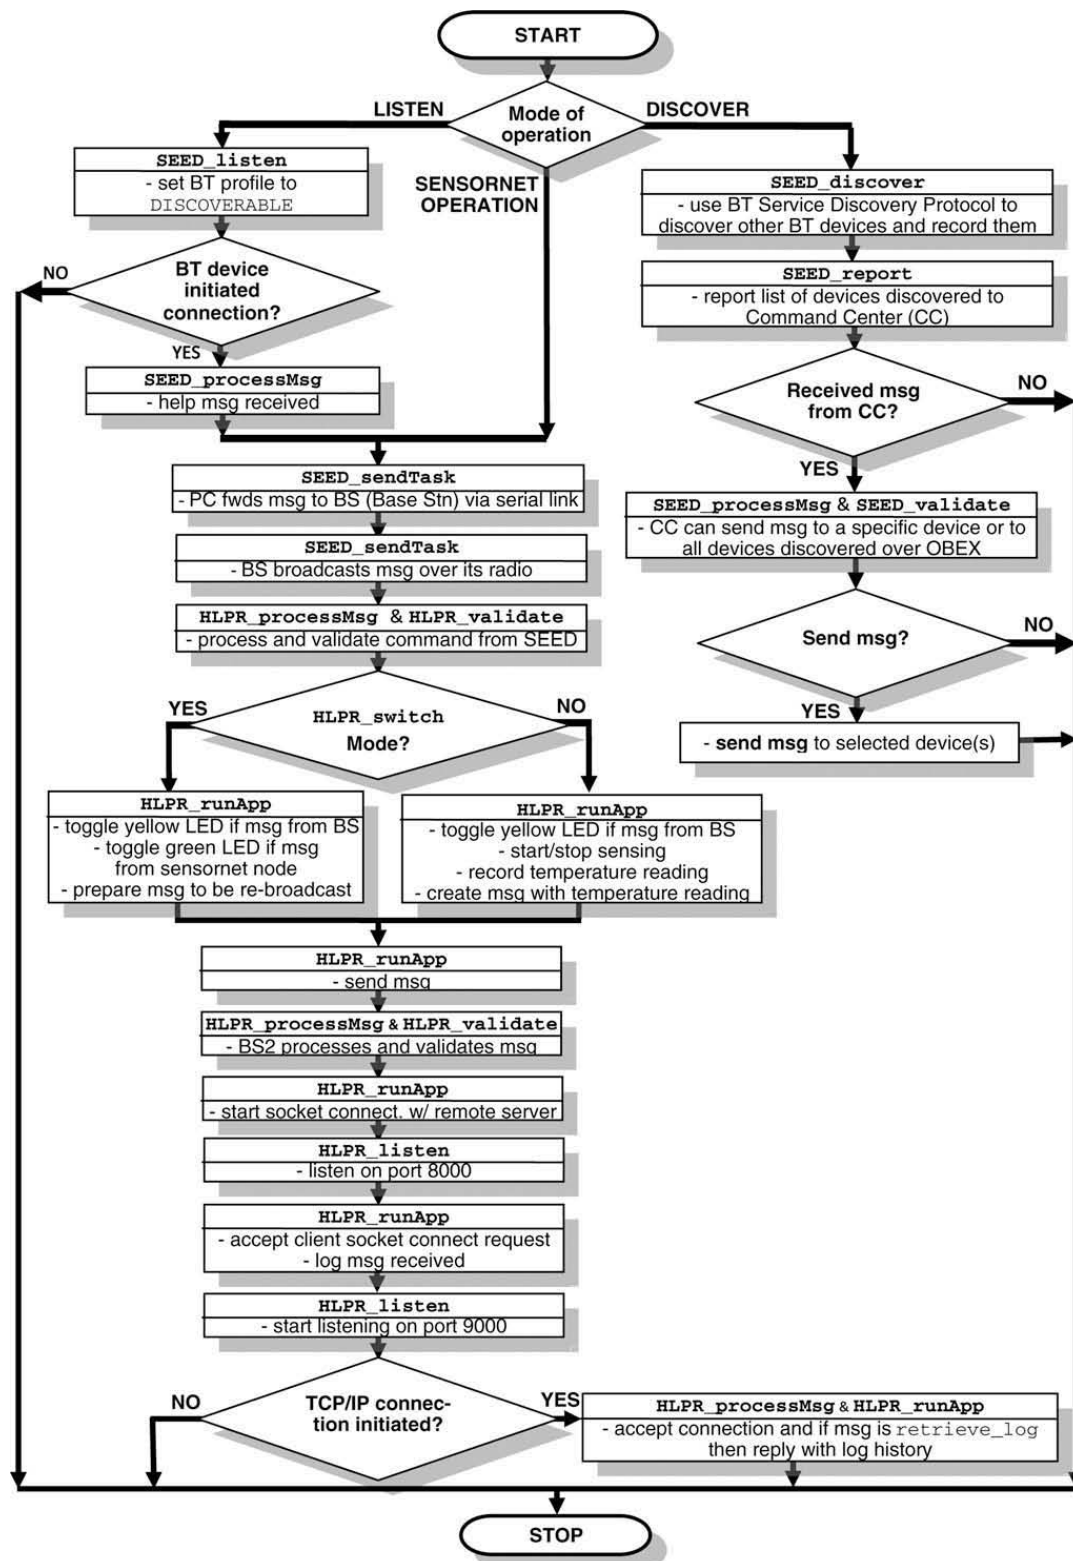 START
LISTEN
Mode of
operation
DISCOVER
SEED_listen
- set BT profile to
DISCOVERABLE
SENSORNET
OPERATION
SEED_discover
- use BT Service Discovery Protocol to
discover other BT devices and record them
NO
BT device
initiated
connection?
YES
SEED_report
- report list of devices discovered to
Command Center (CC)
SEED_processMsg
- help msg received
Received msg
from CC?
NO
YES
SEED_sendTask
- PC fwds msg to BS (Base Stn) via serial link
SEED_processMsg & SEED_validate
- CC can send msg to a specific device or to
all devices discovered over OBEX
SEED_sendTask
- BS broadcasts msg over its radio
HLPR_processMsg & HLPR_validate
- process and validate command from SEED
Send msg?
NO
YES
- send msg to selected device(s)
YES
HLPR_switch
Mode?
NO
HLPR_runApp
- toggle yellow LED if msg from BS
- toggle green LED if msg
from sensornet node
- prepare msg to be re-broadcast
HLPR_runApp
- toggle yellow LED if msg from BS
- start/stop sensing
- record temperature reading
- create msg with temperature reading
HLPR_runApp
- send msg
HLPR_processMsg & HLPR_validate
- BS2 processes and validates msg
HLPR_runApp
- start socket connect. w/ remote server
HLPR_listen
- listen on port 8000
HLPR_runApp
- accept client socket connect request
- log msg received
HLPR_listen
- start listening on port 9000
NO
TCP/IP connec-
tion initiated?
YES
HLPR_processMsg & HLPR_runApp
- accept connection and if msg is retrieve_log
then reply with log history
STOP